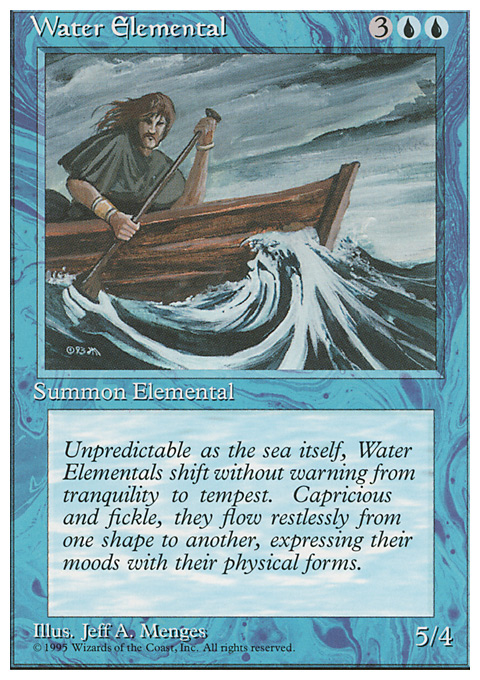 Water Elemental 3
©93 JM
Summon Elemental
Unpredictable as the sea itself, Water
Elementals shift without warning from
tranquility to tempest. Capricious
and fickle, they flow restlessly from
one shape to another, expressing their
moods with their physical forms.
Illus. Jeff A. Menges
© 1995 Wizards of the Coast, Inc. All rights reserved.
5/4